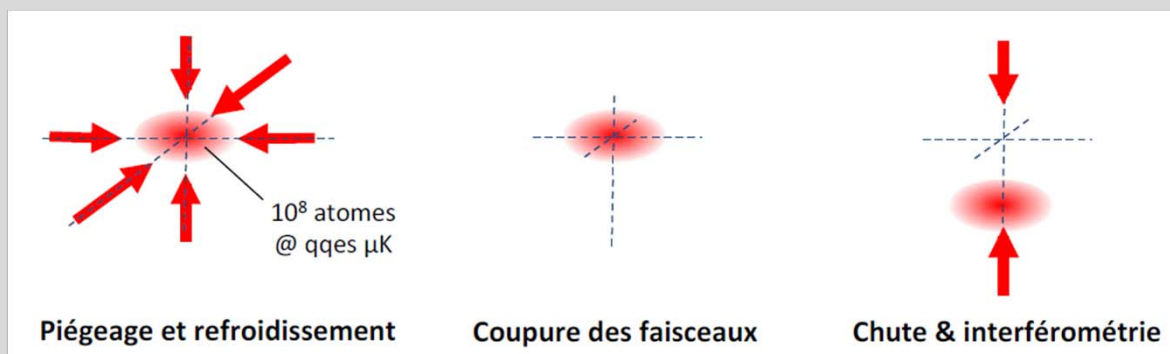 10⁸ atomes
@ qqes µK
Piégeage et refroidissement
Coupure des faisceaux
Chute & interférométrie